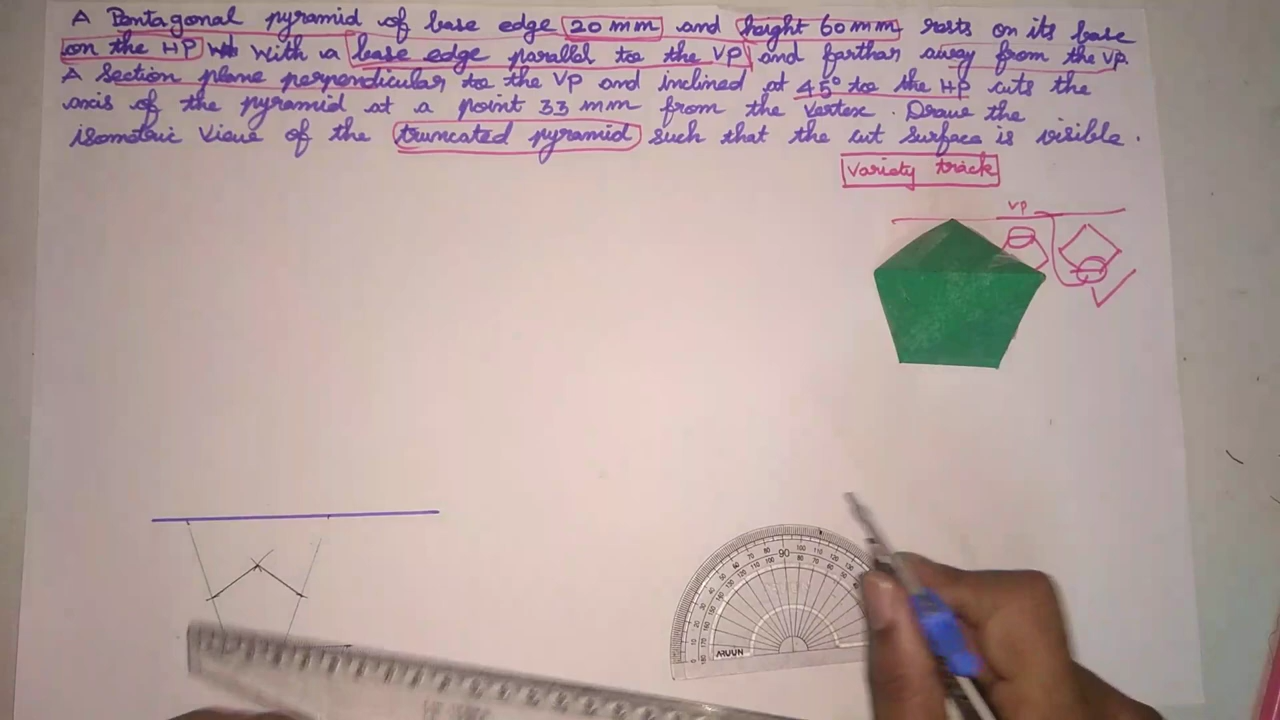 A Pentagonal pyramid of base edge 20 mm and height 60 mm rests on its base
on the HP with a base edge parallel to the VP and farther away from the VP.
A section plane perpendicular to the VP and inclined at 45° to the HP cuts the
axis of the pyramid at a point 33 mm from the vertex. Draw the
isometric view of the truncated pyramid such that the cut surface is visible.
Variety track
VP
90
ARUUN